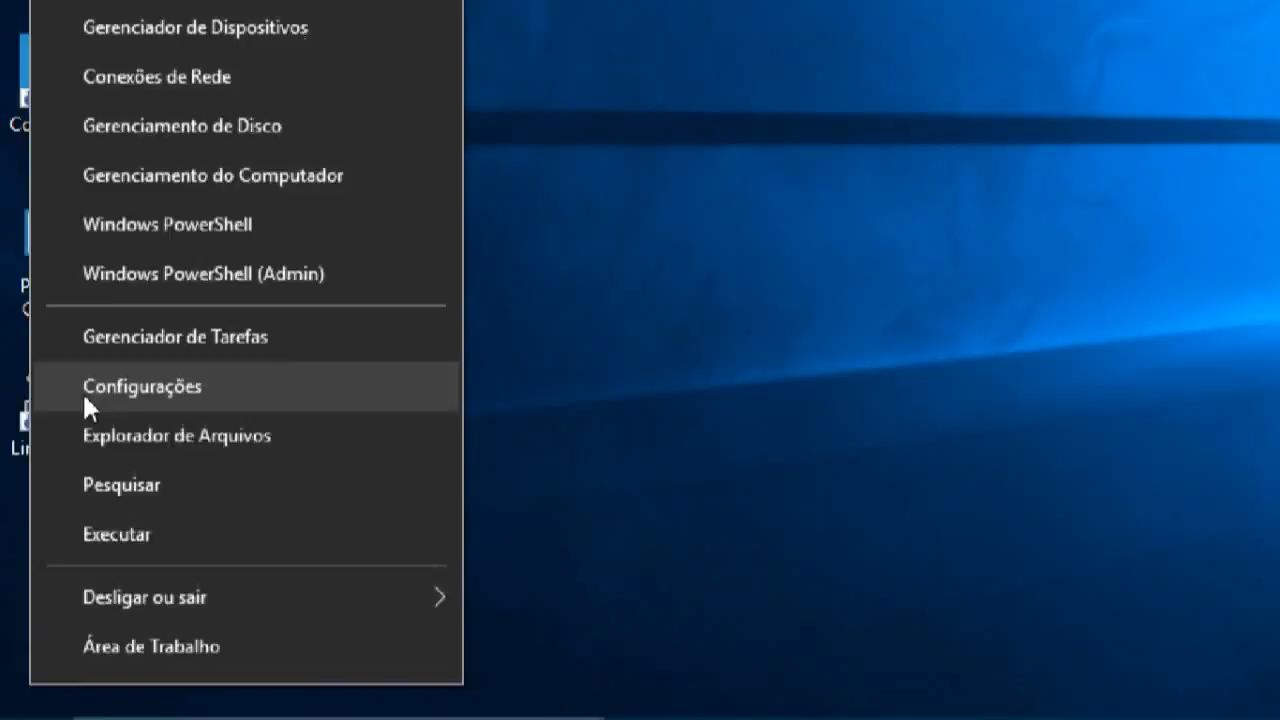 Gerenciador de Dispositivos
Conexões de Rede
Gerenciamento de Disco
Gerenciamento do Computador
Windows PowerShell
Windows PowerShell (Admin)
Gerenciador de Tarefas
Configurações
Explorador de Arquivos
Pesquisar
Executar
Desligar ou sair
Área de Trabalho